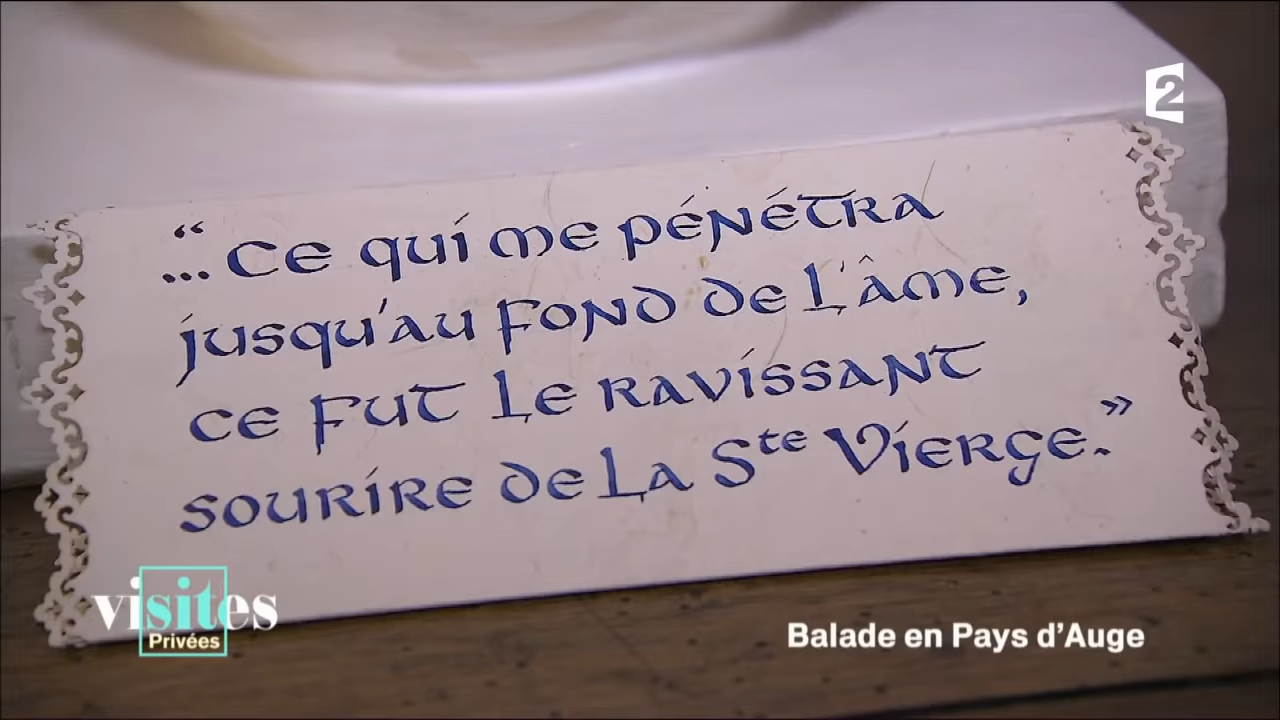 2
“
...ce qui me pénétra
jusqu'au fond de l'âme,
ce fut le ravissant
sourire de la Ste Vierge.”
visites
Privées
Balade en Pays d’Auge